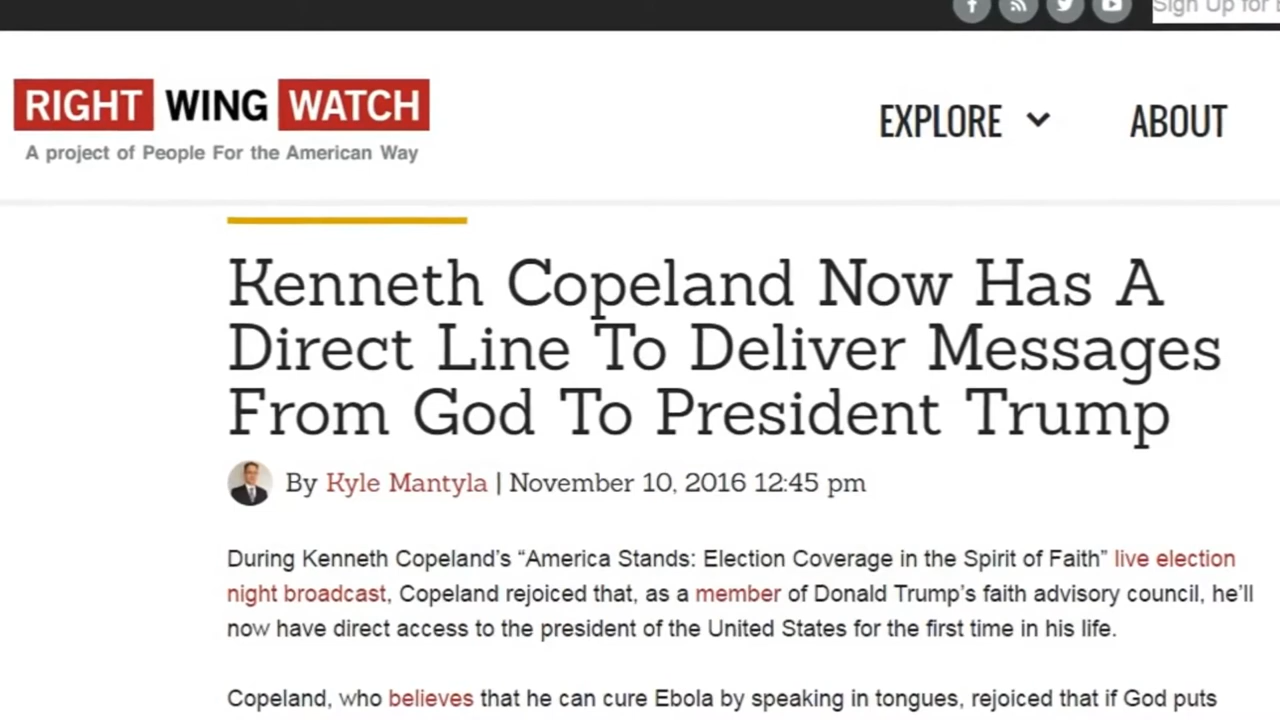 Sign Up for
RIGHT WING WATCH
A project of People For the American Way
EXPLORE
ABOUT
Kenneth Copeland Now Has A
Direct Line To Deliver Messages
From God To President Trump
By Kyle Mantyla | November 10, 2016 12:45 pm
During Kenneth Copeland's “America Stands: Election Coverage in the Spirit of Faith” live election
night broadcast, Copeland rejoiced that, as a member of Donald Trump's faith advisory council, he'll
now have direct access to the president of the United States for the first time in his life.
Copeland, who believes that he can cure Ebola by speaking in tongues, rejoiced that if God puts